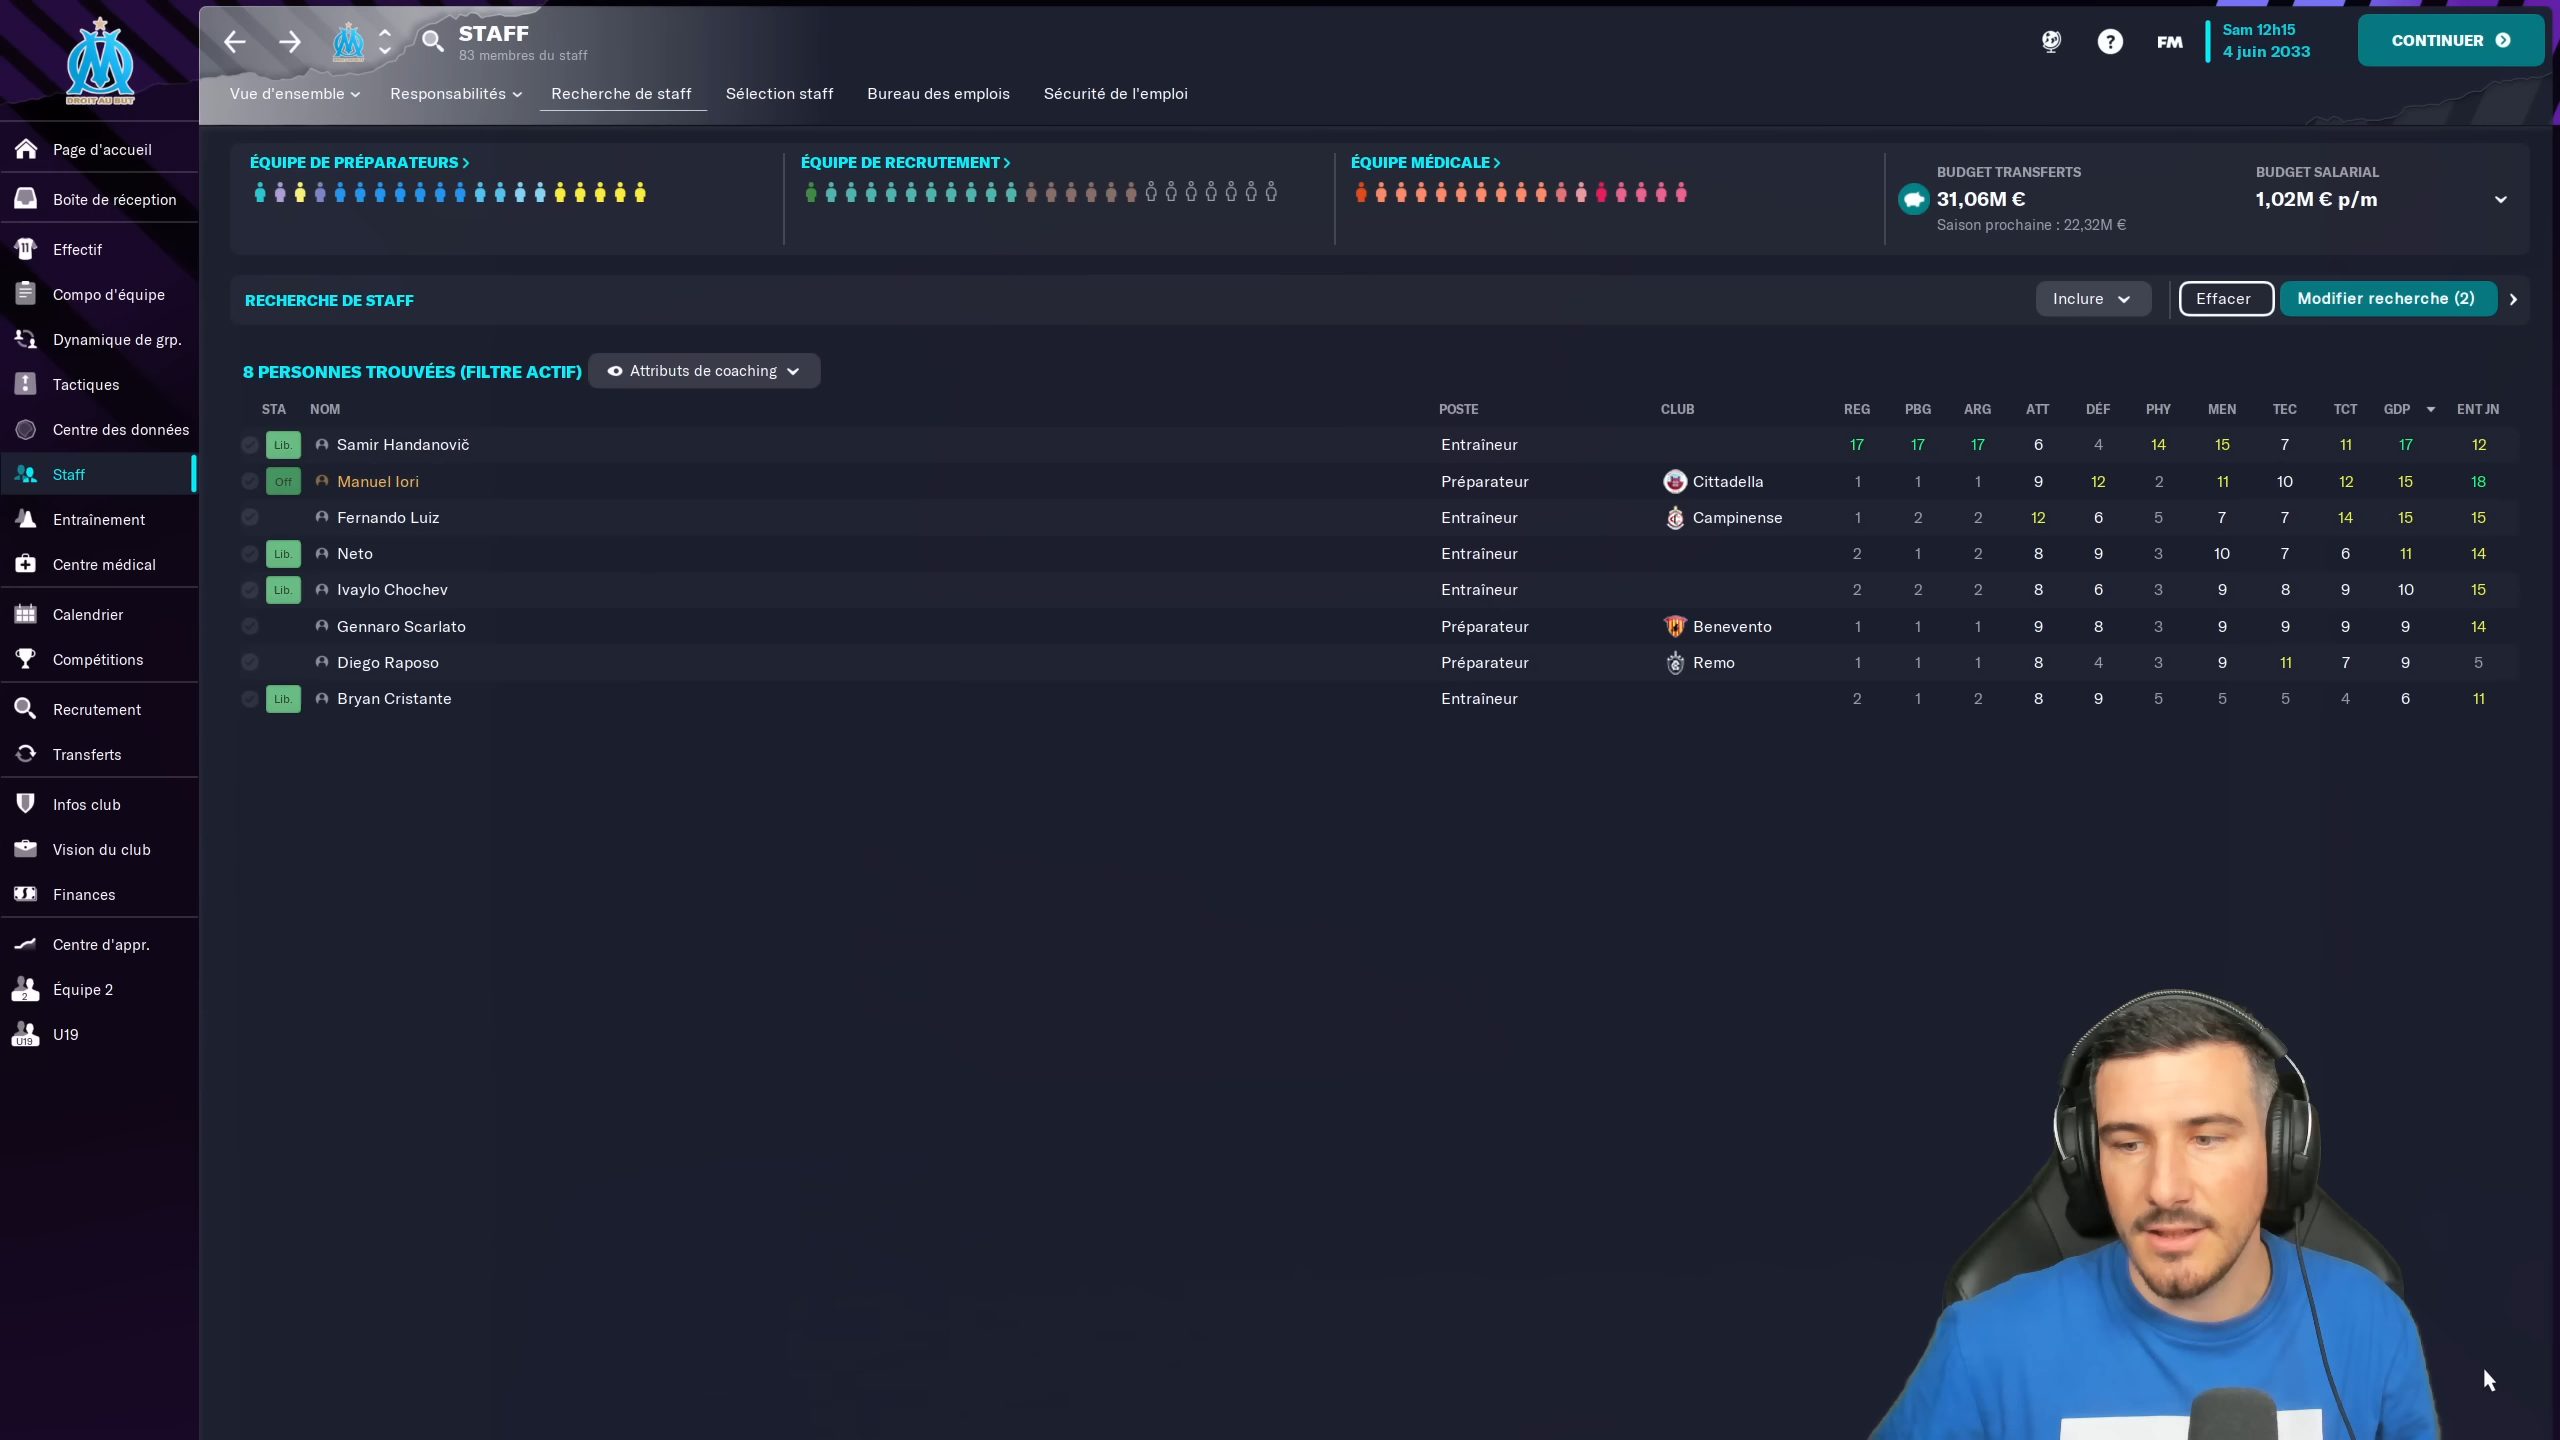 STAFF
83 membres du staff
FM
Sam 12h15
4 juin 2033
CONTINUER
DROIT AU BUT
Vue d'ensemble
Responsabilités
Recherche de staff
Sélection staff
Bureau des emplois
Sécurité de l'emploi
Page d'accueil
Boîte de réception
Effectif
Compo d'équipe
Dynamique de grp.
Tactiques
Centre des données
Staff
Entraînement
Centre médical
Calendrier
Compétitions
Recrutement
Transferts
Infos club
Vision du club
Finances
Centre d'appr.
2 Équipe 2
U19 U19
ÉQUIPE DE PRÉPARATEURS
ÉQUIPE DE RECRUTEMENT
ÉQUIPE MÉDICALE
BUDGET TRANSFERTS
31,06M €
Saison prochaine : 22,32M €
BUDGET SALARIAL
1,02M € p/m
RECHERCHE DE STAFF
Inclure
Effacer
Modifier recherche (2)
8 PERSONNES TROUVÉES (FILTRE ACTIF)
Attributs de coaching
STA NOM POSTE CLUB REG PBG ARG ATT DÉF PHY MEN TEC TCT GDP ENT JN
Lib. Samir Handanovič Entraîneur 17 17 17 6 4 14 15 7 11 17 12
Off Manuel Iori Préparateur Cittadella 1 1 1 9 12 2 11 10 12 15 18
Fernando Luiz Entraîneur Campinense 1 2 2 12 6 5 7 7 14 15 15
Lib. Neto Entraîneur 2 1 2 8 9 3 10 7 6 11 14
Lib. Ivaylo Chochev Entraîneur 2 2 2 8 6 3 9 8 9 10 15
Gennaro Scarlato Préparateur Benevento 1 1 1 9 8 3 9 9 9 9 14
Diego Raposo Préparateur Remo 1 1 1 8 4 3 9 11 7 9 5
Lib. Bryan Cristante Entraîneur 2 1 2 8 9 5 5 5 4 6 11